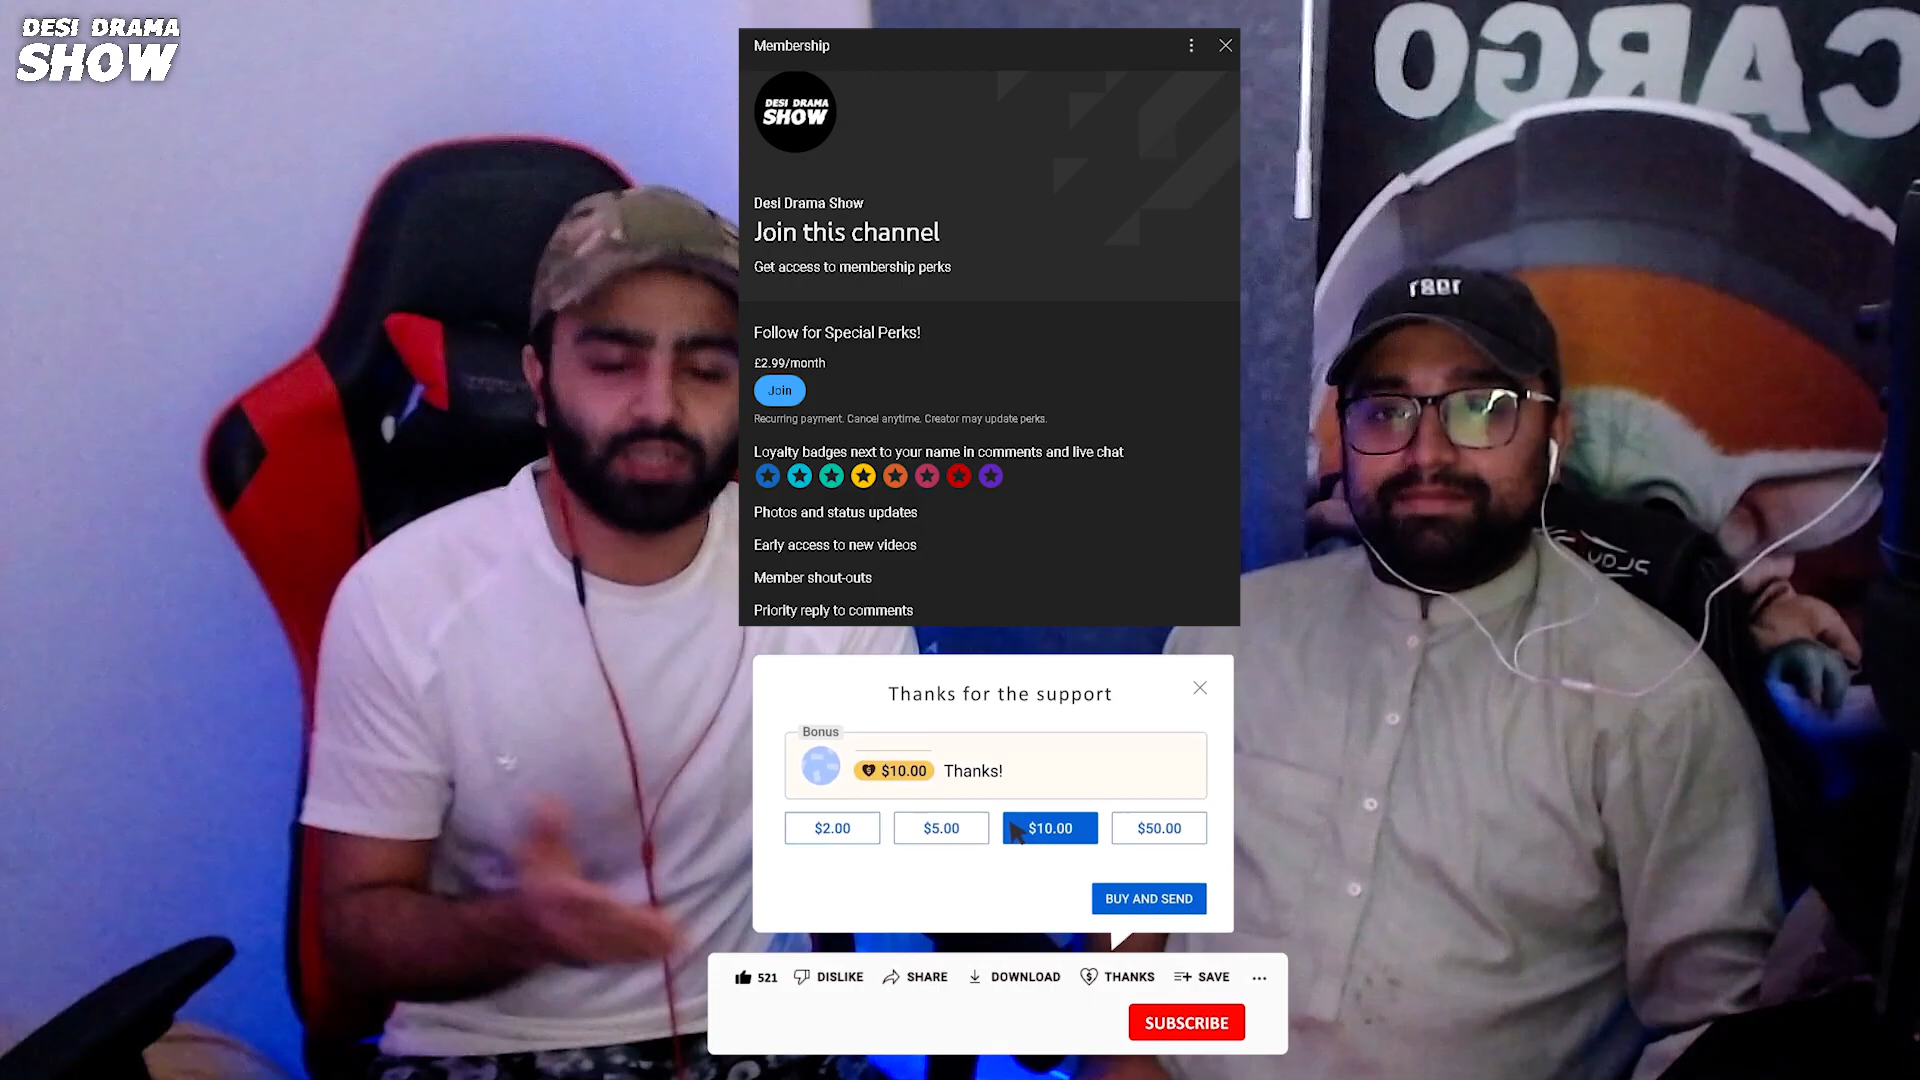 DESI DRAMA
SHOW
Membership
DESI DRAMA
SHOW
Desi Drama Show
Join this channel
Get access to membership perks
Follow for Special Perks!
£2.99/month
Join
Recurring payment. Cancel anytime. Creator may update perks.
Loyalty badges next to your name in comments and live chat
Photos and status updates
Early access to new videos
Member shout-outs
Priority reply to comments
CARGO
Thanks for the support
Bonus
$10.00 Thanks!
$2.00 $5.00 $10.00 $50.00
BUY AND SEND
521 DISLIKE SHARE DOWNLOAD THANKS SAVE
SUBSCRIBE